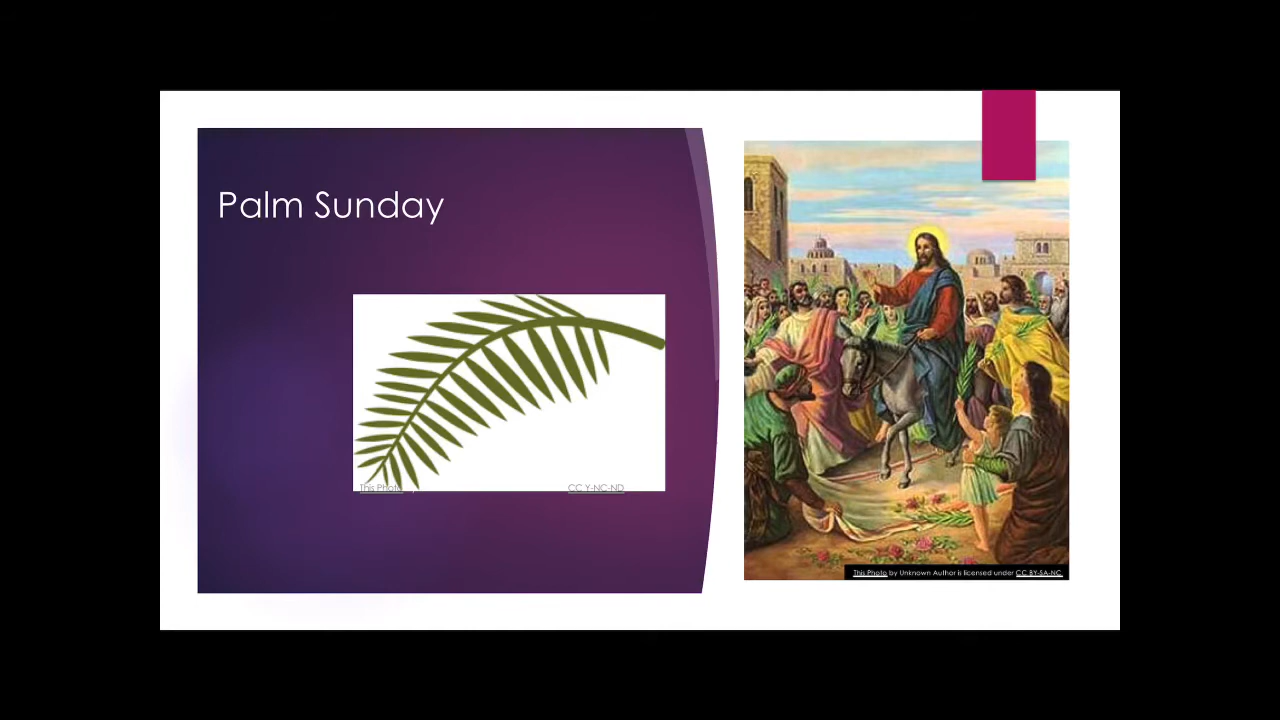 Palm Sunday
This Photo
CC Y-NC-ND
This Photo by Unknown Author is licensed under CC BY-SA-NC